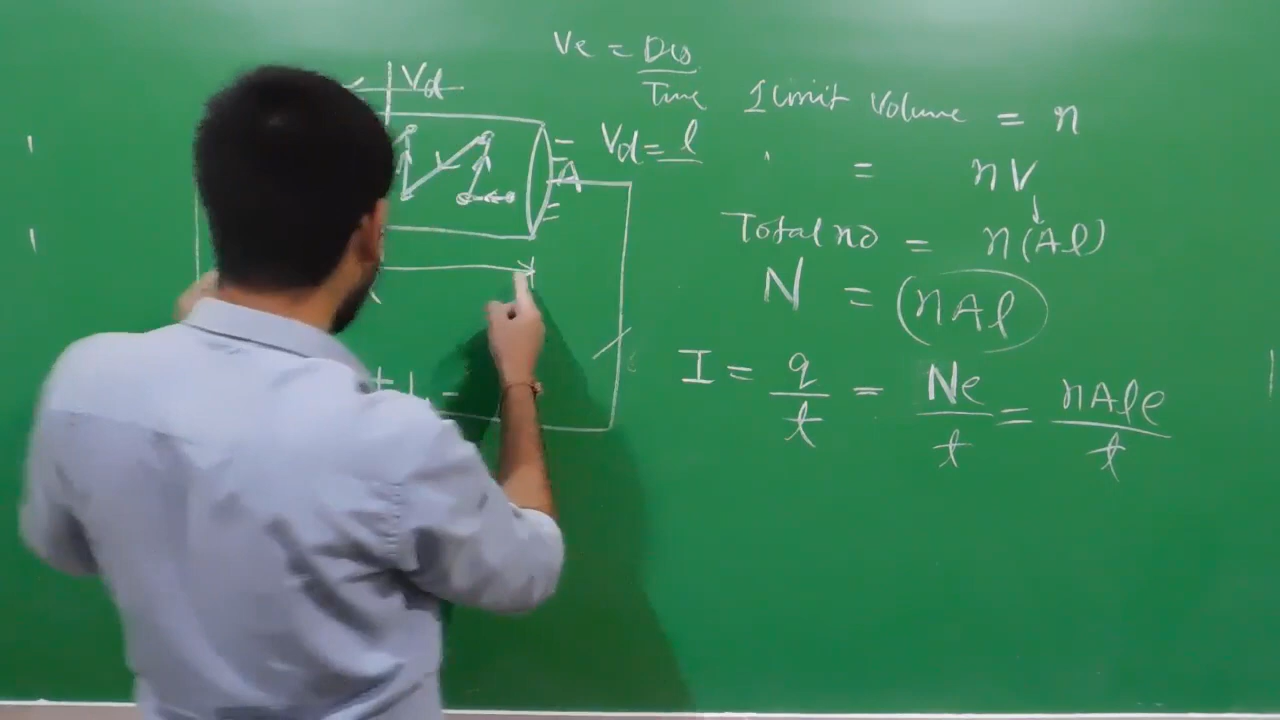 Vd
A
+ -
Ve = Dis / Time
Vd = l
1 Unit Volume = n
= nV
Total no = n(Al)
N = (nAl)
I = q/t = Ne/t = nAle/t